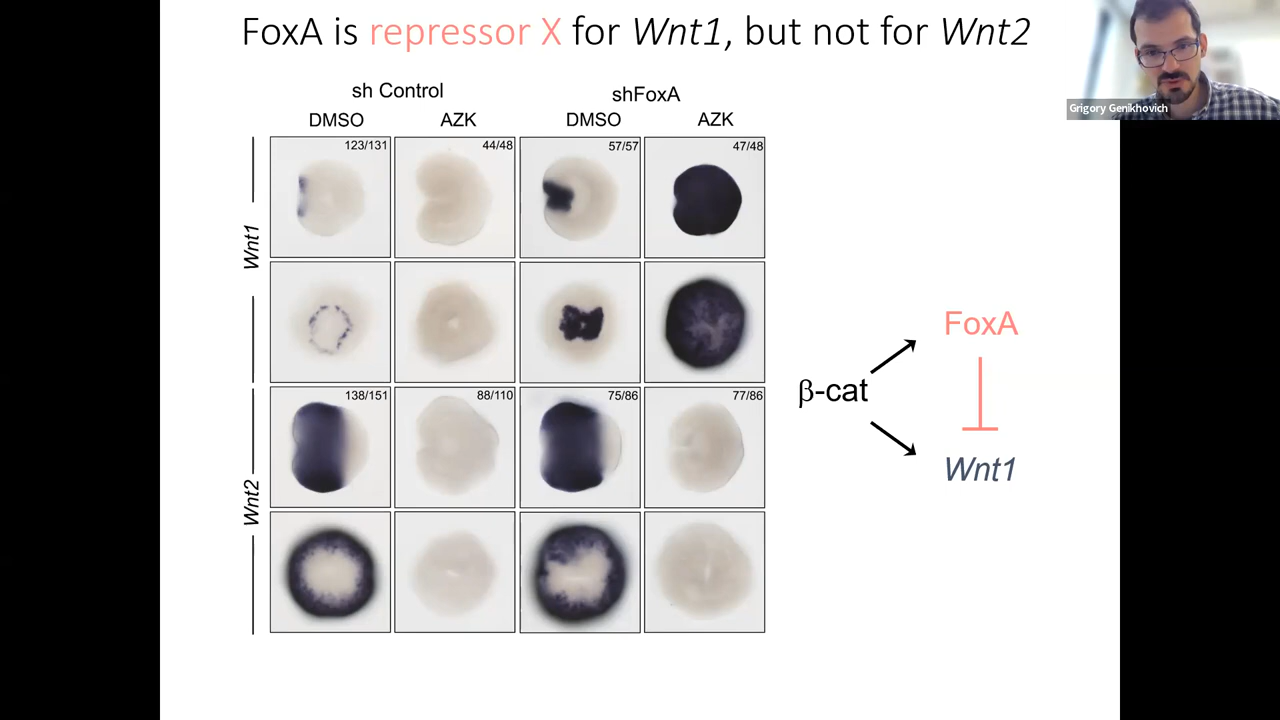 FoxA is repressor X for Wnt1, but not for Wnt2
Grigory Genikhovich
sh Control
shFoxA
DMSO
AZK
DMSO
AZK
Wnt1
123/131
44/48
57/57
47/48
Wnt2
138/151
88/110
75/86
77/86
FoxA
β-cat
Wnt1